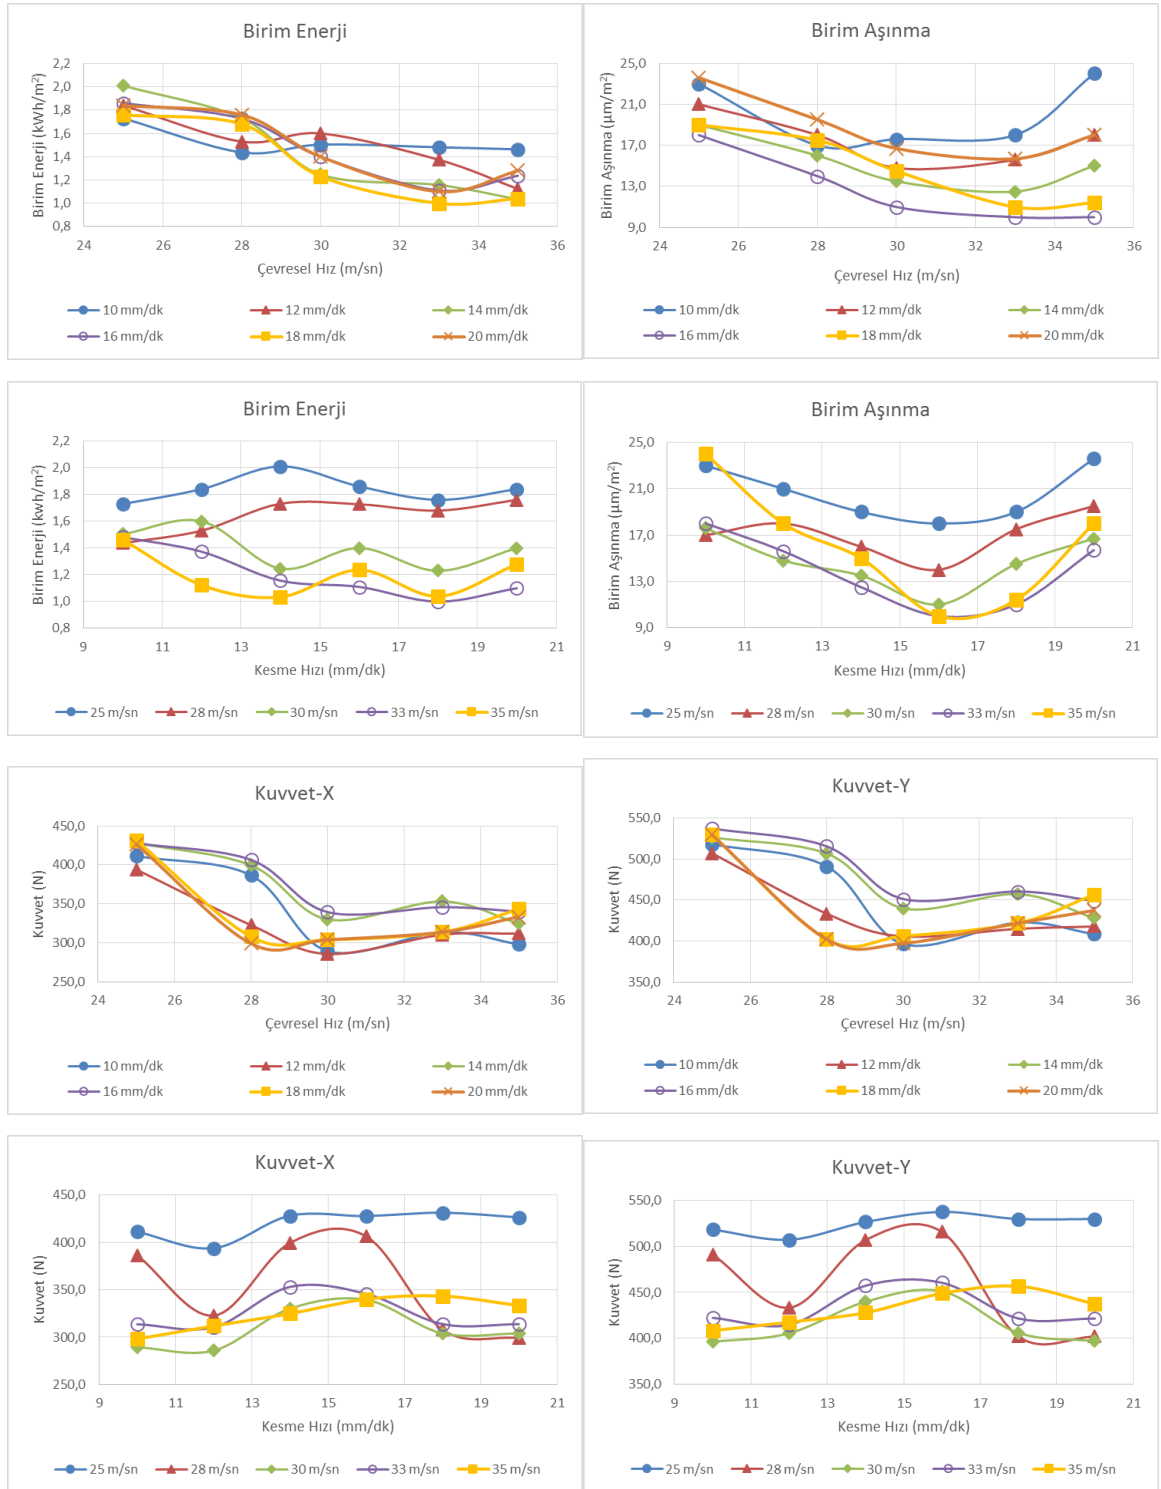 Birim Enerji
Birim Enerji (kWh/m²)
2,2
2,0
1,8
1,6
1,4
1,2
1,0
0,8
24 26 28 30 32 34 36
Çevresel Hız (m/sn)
10 mm/dk 12 mm/dk 14 mm/dk
16 mm/dk 18 mm/dk 20 mm/dk
Birim Aşınma
Birim Aşınma (µm/m²)
25,0
21,0
17,0
13,0
9,0
24 26 28 30 32 34 36
Çevresel Hız (m/sn)
10 mm/dk 12 mm/dk 14 mm/dk
16 mm/dk 18 mm/dk 20 mm/dk
Birim Enerji
Birim Enerji (kwh/m²)
2,2
2,0
1,8
1,6
1,4
1,2
1,0
0,8
9 11 13 15 17 19 21
Kesme Hızı (mm/dk)
25 m/sn 28 m/sn 30 m/sn 33 m/sn 35 m/sn
Birim Aşınma
Birim Aşınma (µm/m²)
25,0
21,0
17,0
13,0
9,0
9 11 13 15 17 19 21
Kesme Hızı (mm/dk)
25 m/sn 28 m/sn 30 m/sn 33 m/sn 35 m/sn
Kuvvet-X
Kuvvet (N)
450,0
400,0
350,0
300,0
250,0
24 26 28 30 32 34 36
Çevresel Hız (m/sn)
10 mm/dk 12 mm/dk 14 mm/dk
16 mm/dk 18 mm/dk 20 mm/dk
Kuvvet-Y
Kuvvet (N)
550,0
500,0
450,0
400,0
350,0
24 26 28 30 32 34 36
Çevresel Hız (m/sn)
10 mm/dk 12 mm/dk 14 mm/dk
16 mm/dk 18 mm/dk 20 mm/dk
Kuvvet-X
Kuvvet (N)
450,0
400,0
350,0
300,0
250,0
9 11 13 15 17 19 21
Kesme Hızı (mm/dk)
25 m/sn 28 m/sn 30 m/sn 33 m/sn 35 m/sn
Kuvvet-Y
Kuvvet (N)
550,0
500,0
450,0
400,0
350,0
9 11 13 15 17 19 21
Kesme Hızı (mm/dk)
25 m/sn 28 m/sn 30 m/sn 33 m/sn 35 m/sn